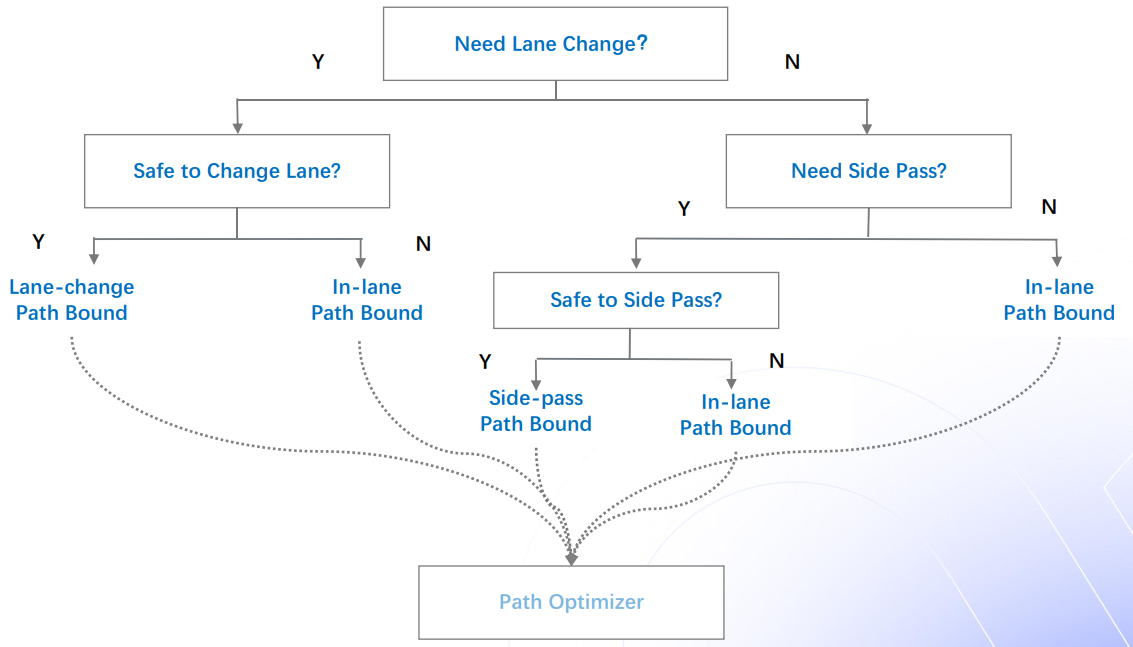 Need Lane Change?
Y
N
Safe to Change Lane?
Need Side Pass?
Y
N
Y
N
Lane-change
Path Bound
In-lane
Path Bound
Safe to Side Pass?
In-lane
Path Bound
Y
N
Side-pass
Path Bound
In-lane
Path Bound
Path Optimizer